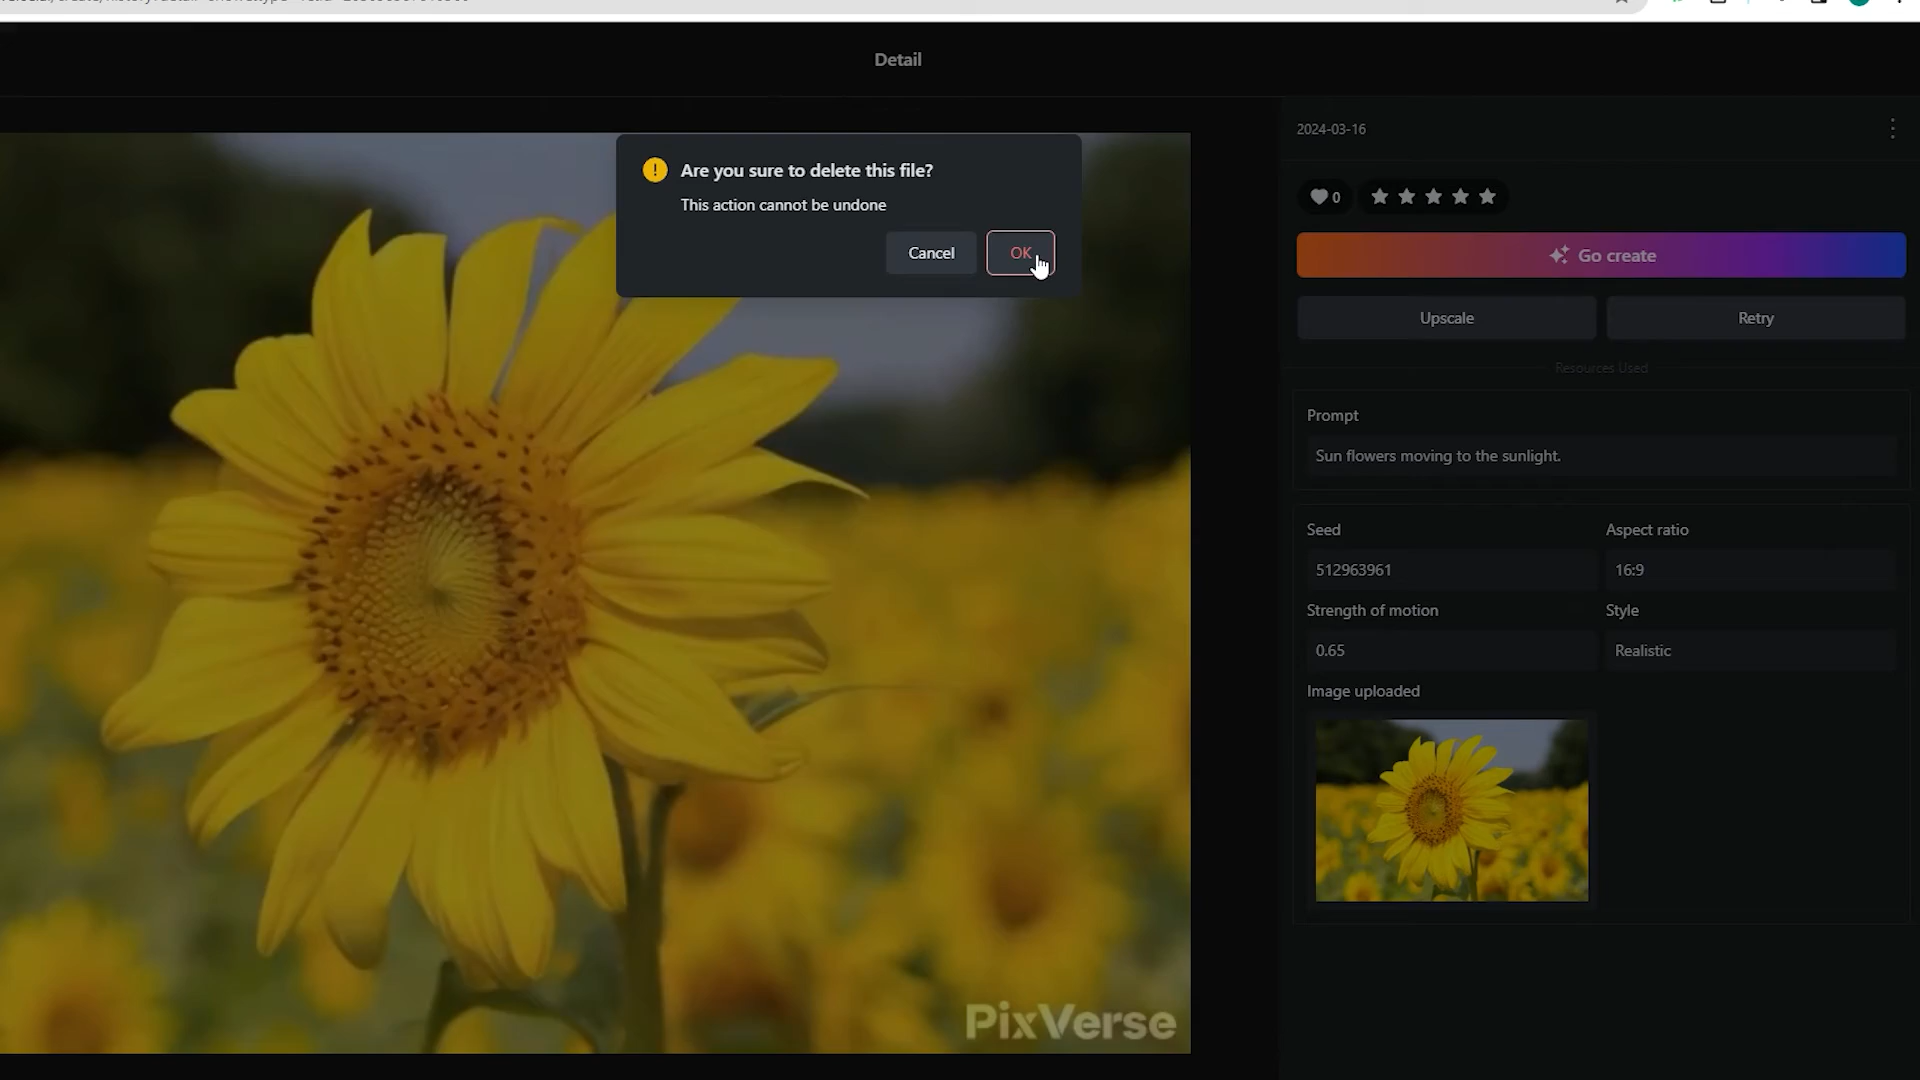 Detail
2024-03-16
Are you sure to delete this file?
This action cannot be undone
0
Cancel
OK
Go create
Upscale
Retry
Resources Used
Prompt
Sun flowers moving to the sunlight.
Seed
Aspect ratio
512963961
16:9
Strength of motion
Style
0.65
Realistic
Image uploaded
PixVerse